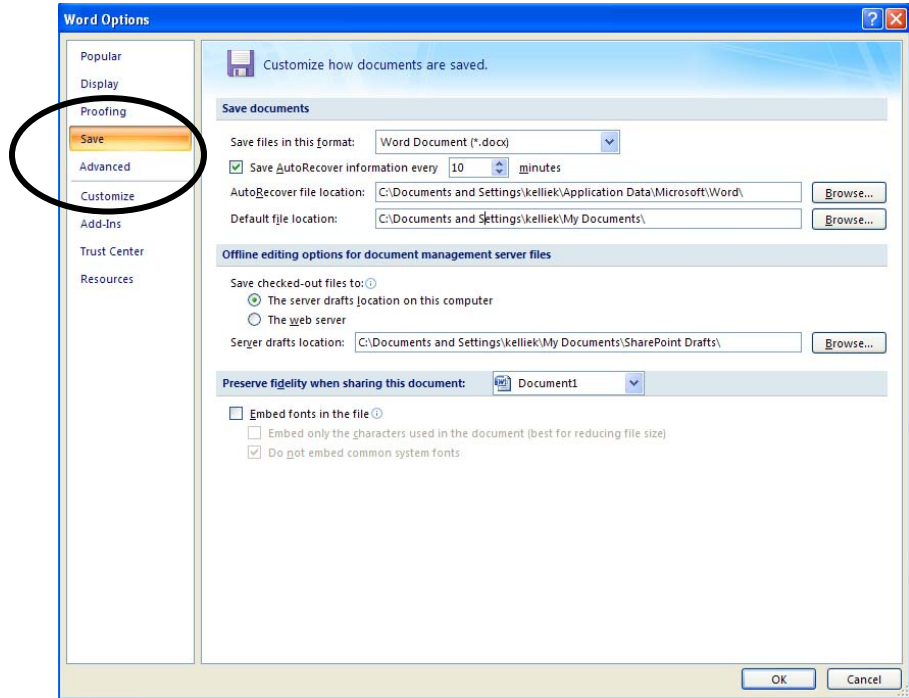 Word Options
Popular
Display
Proofing
Save
Advanced
Customize
Add-Ins
Trust Center
Resources
Customize how documents are saved.
Save documents
Save files in this format: Word Document (*.docx)
Save AutoRecover information every 10 minutes
AutoRecover file location: C:\Documents and Settings\kelliek\Application Data\Microsoft\Word\ Browse...
Default file location: C:\Documents and Settings\kelliek\My Documents\ Browse...
Offline editing options for document management server files
Save checked-out files to:
The server drafts location on this computer
The web server
Server drafts location: C:\Documents and Settings\kelliek\My Documents\SharePoint Drafts\ Browse...
Preserve fidelity when sharing this document: Document1
Embed fonts in the file
Embed only the characters used in the document (best for reducing file size)
Do not embed common system fonts
OK Cancel